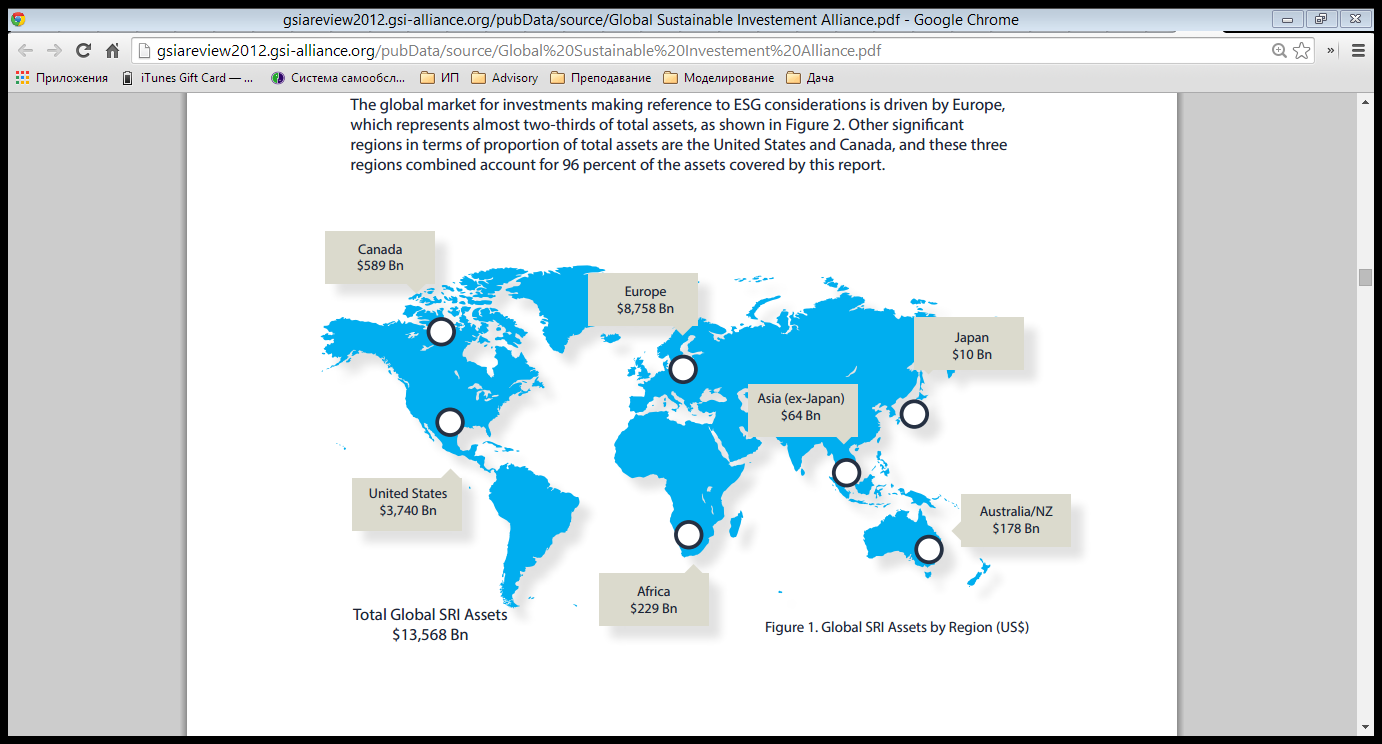 gsiareview2012.gsi-alliance.org/pubData/source/Global Sustainable Investement Alliance.pdf - Google Chrome
gsiareview2012.gsi-alliance.org/pubData/source/Global%20Sustainable%20Investement%20Alliance.pdf
Приложения iTunes Gift Card — ... Система самообсл... ИП Advisory Преподавание Моделирование Дача
The global market for investments making reference to ESG considerations is driven by Europe,
which represents almost two-thirds of total assets, as shown in Figure 2. Other significant
regions in terms of proportion of total assets are the United States and Canada, and these three
regions combined account for 96 percent of the assets covered by this report.
Canada
$589 Bn
Europe
$8,758 Bn
Japan
$10 Bn
Asia (ex-Japan)
$64 Bn
United States
$3,740 Bn
Australia/NZ
$178 Bn
Africa
$229 Bn
Total Global SRI Assets
$13,568 Bn
Figure 1. Global SRI Assets by Region (US$)